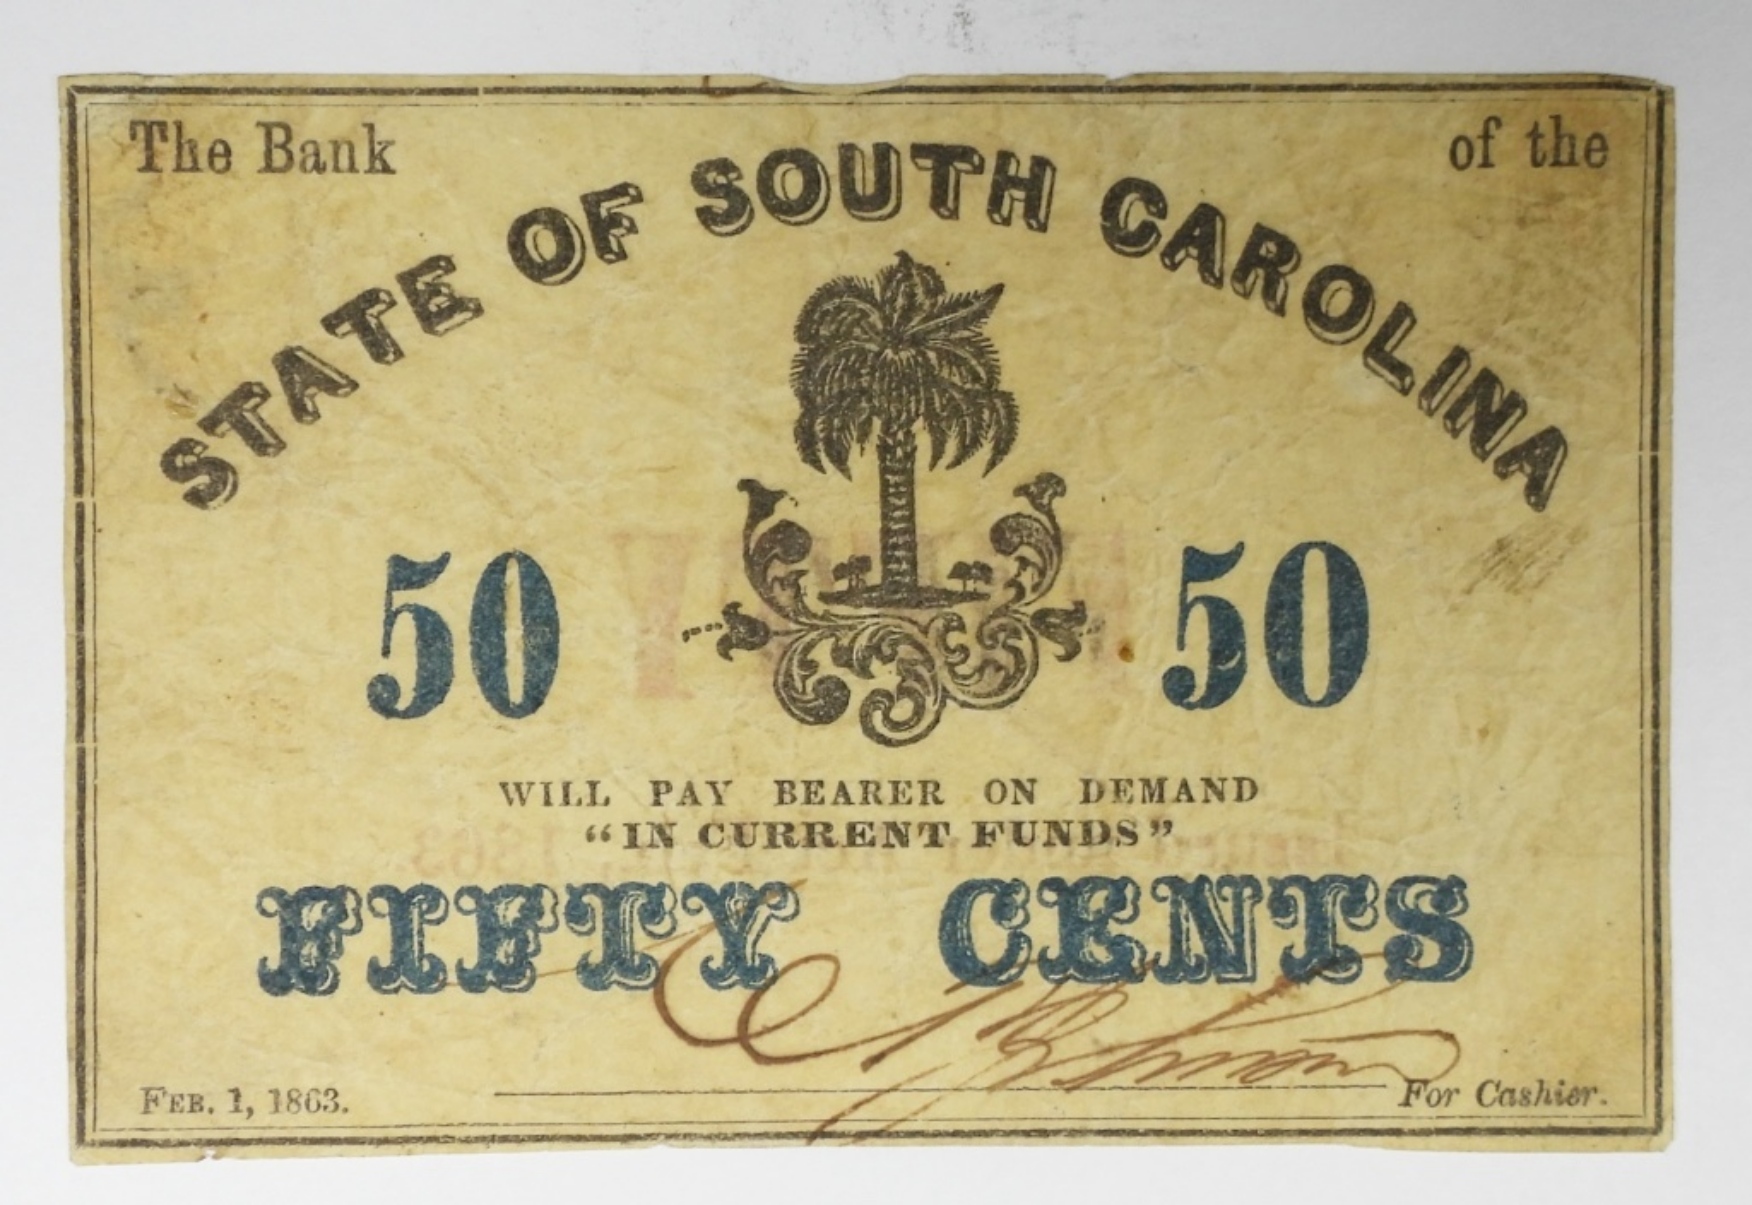 The Bank of the
STATE OF SOUTH CAROLINA
50 50
WILL PAY BEARER ON DEMAND
"IN CURRENT FUNDS"
FIFTY CENTS
FEB. 1, 1863. For Cashier.